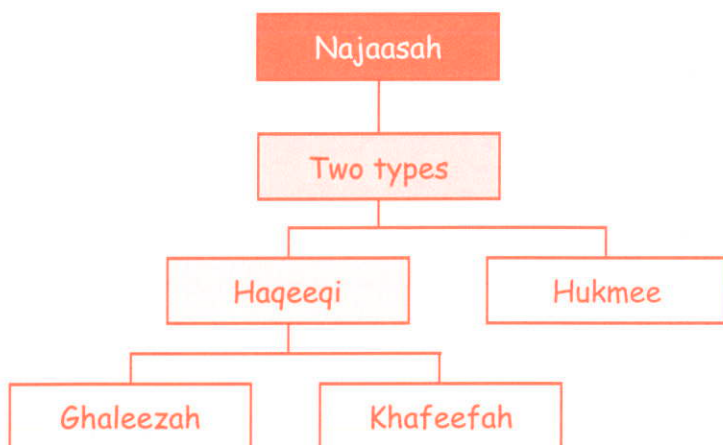 Najaasah
Two types
Haqeeqi
Hukmee
Ghaleezah
Khafeefah